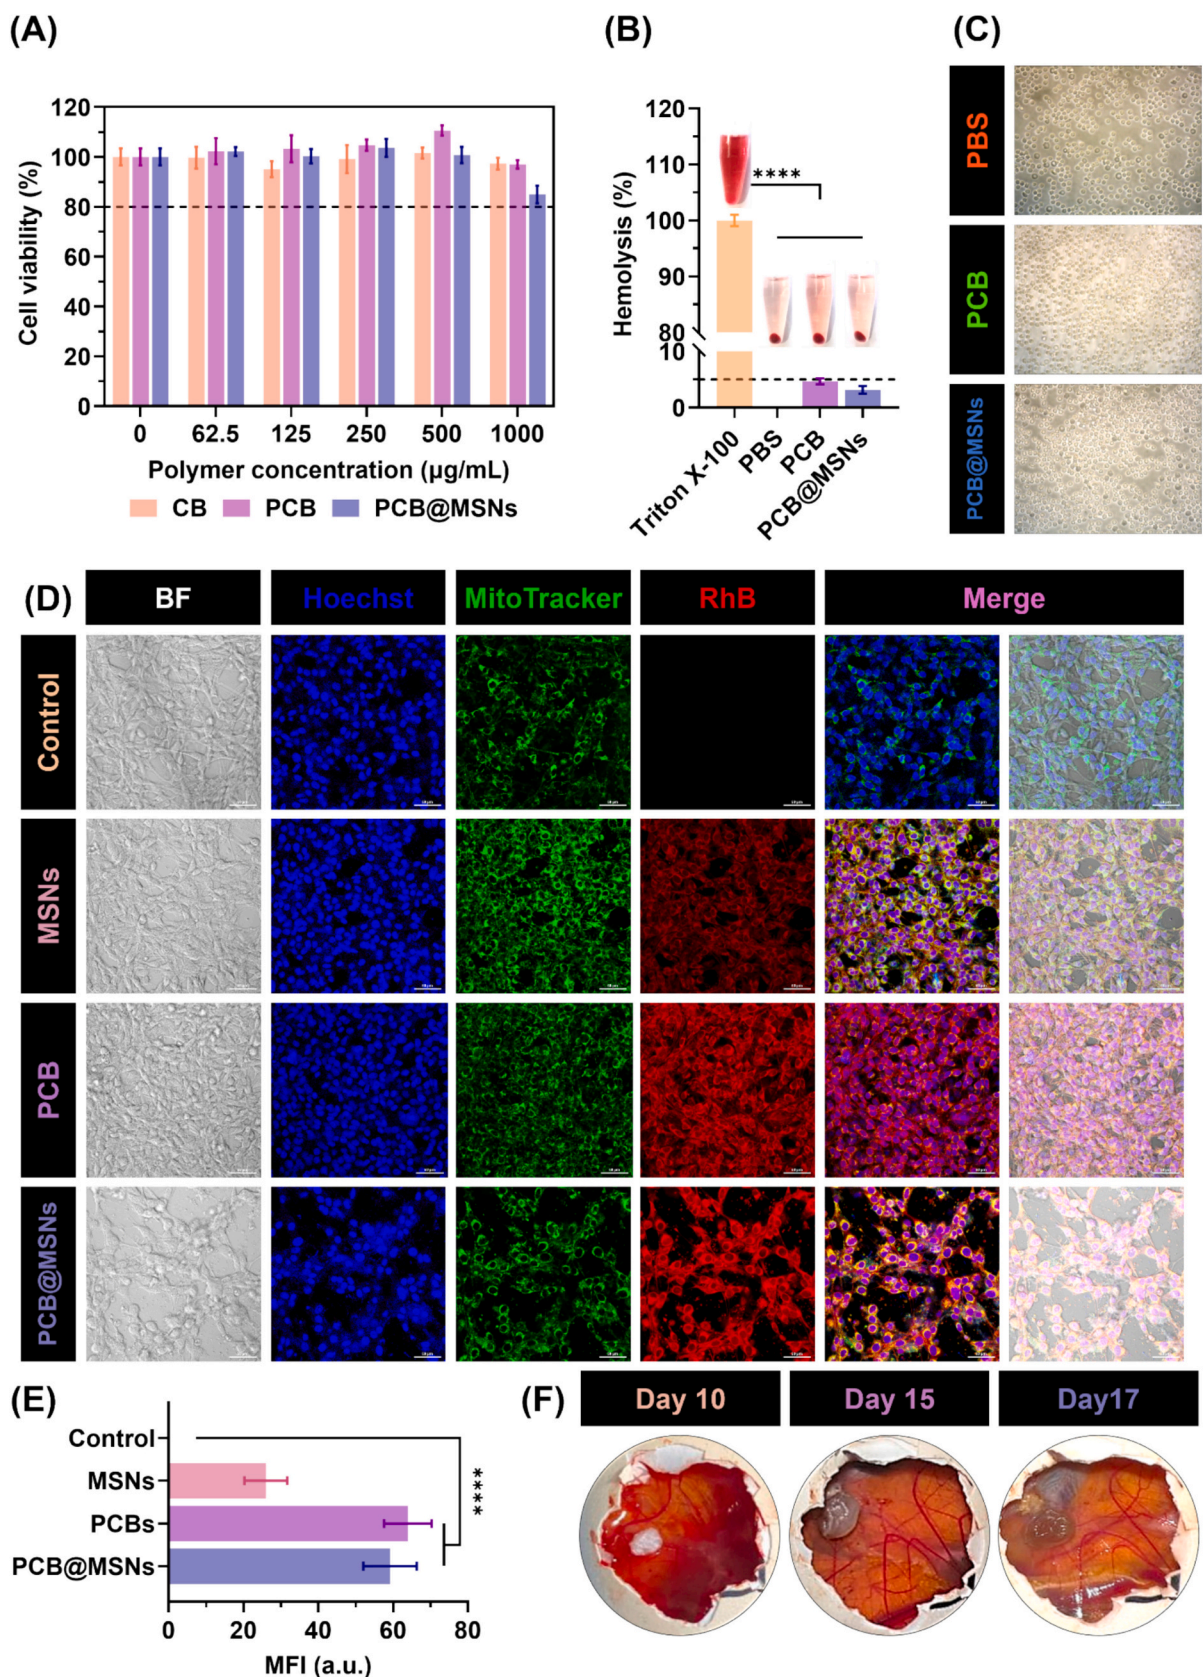 (A)
120
100
80
60
40
20
0
Cell viability (%)
0 62.5 125 250 500 1000
Polymer concentration (µg/mL)
CB PCB PCB@MSNs
(B)
120
115
110
100
90
80
10
0
Hemolysis (%)
****
Triton X-100
PBS
PCB
PCB@MSNs
(C)
PBS
PCB
PCB@MSNs
(D)
BF Hoechst MitoTracker RhB Merge
Control
MSNs
PCB
PCB@MSNs
(E)
Control
MSNs
PCBs
PCB@MSNs
****
0 20 40 60 80
MFI (a.u.)
(F)
Day 10 Day 15 Day17